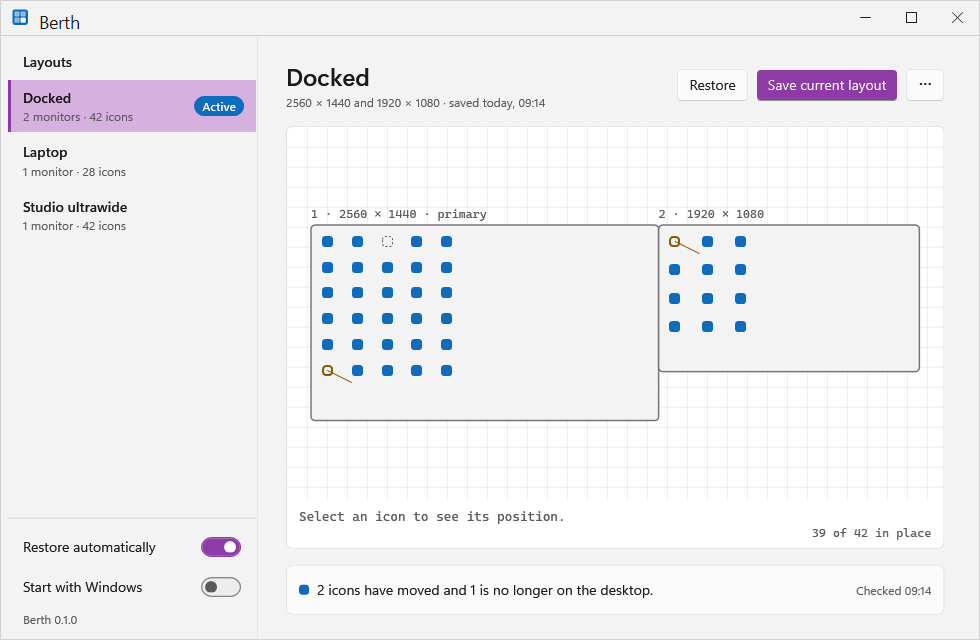 Berth
Layouts
Docked
2 monitors · 42 icons
Active
Laptop
1 monitor · 28 icons
Studio ultrawide
1 monitor · 42 icons
Restore automatically
Start with Windows
Berth 0.1.0
Docked
2560 × 1440 and 1920 × 1080 · saved today, 09:14
Restore
Save current layout
···
1 · 2560 × 1440 · primary
2 · 1920 × 1080
Select an icon to see its position.
39 of 42 in place
2 icons have moved and 1 is no longer on the desktop.
Checked 09:14